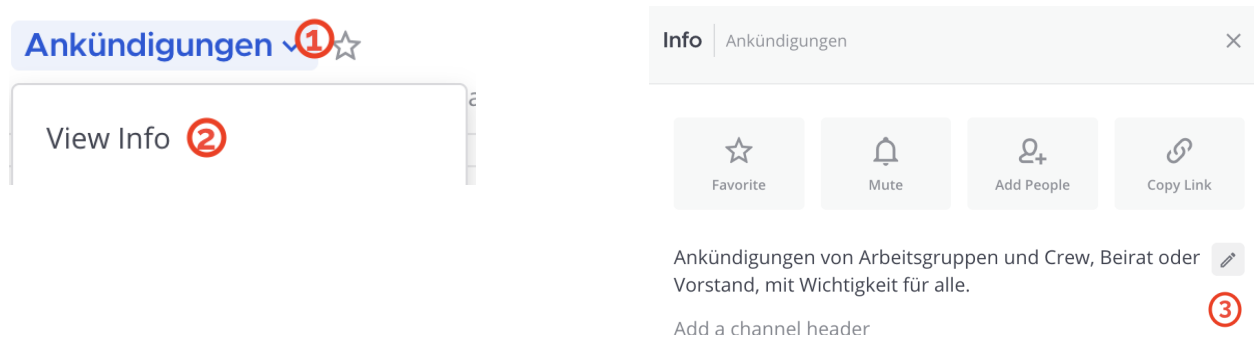 Ankündigungen 1
View Info 2
Info Ankündigungen
Favorite
Mute
Add People
Copy Link
Ankündigungen von Arbeitsgruppen und Crew, Beirat oder
Vorstand, mit Wichtigkeit für alle.
3
Add a channel header